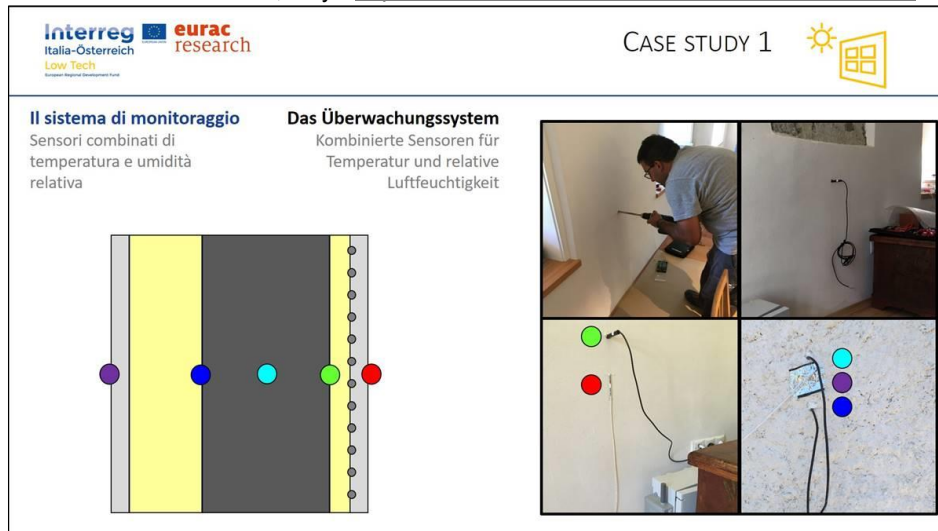 Interreg
eurac
research
Italia-Österreich
Low Tech
European Regional Development Fund
CASE STUDY 1
Il sistema di monitoraggio
Sensori combinati di
temperatura e umidità
relativa
Das Überwachungssystem
Kombinierte Sensoren für
Temperatur und relative
Luftfeuchtigkeit